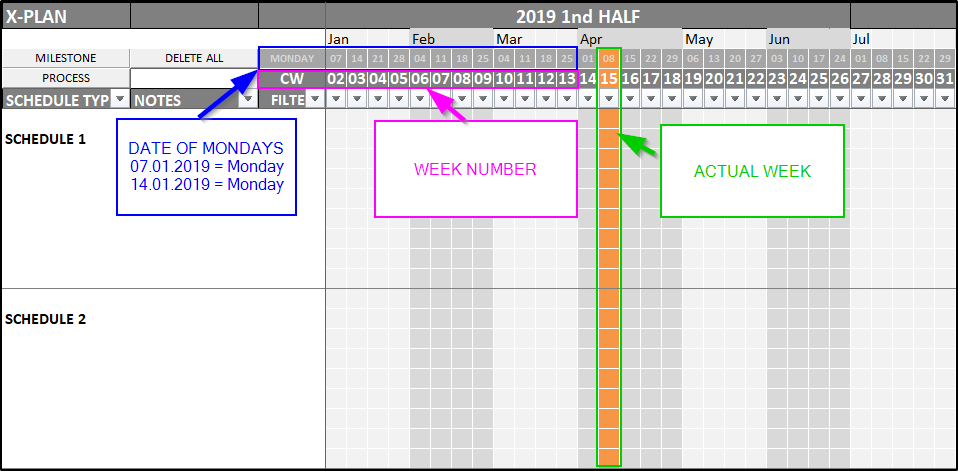 X-PLAN 2019 1nd HALF
Jan Feb Mar Apr May Jun Jul
MILESTONE DELETE ALL MONDAY 07 14 21 28 04 11 18 25 04 11 18 25 01 08 15 22 29 06 13 20 27 03 10 17 24 01 08 15 22 29
PROCESS CW 02 03 04 05 06 07 08 09 10 11 12 13 14 15 16 17 18 19 20 21 22 23 24 25 26 27 28 29 30 31
SCHEDULE TYP NOTES FILTE
SCHEDULE 1
DATE OF MONDAYS
07.01.2019 = Monday
14.01.2019 = Monday
WEEK NUMBER
ACTUAL WEEK
SCHEDULE 2